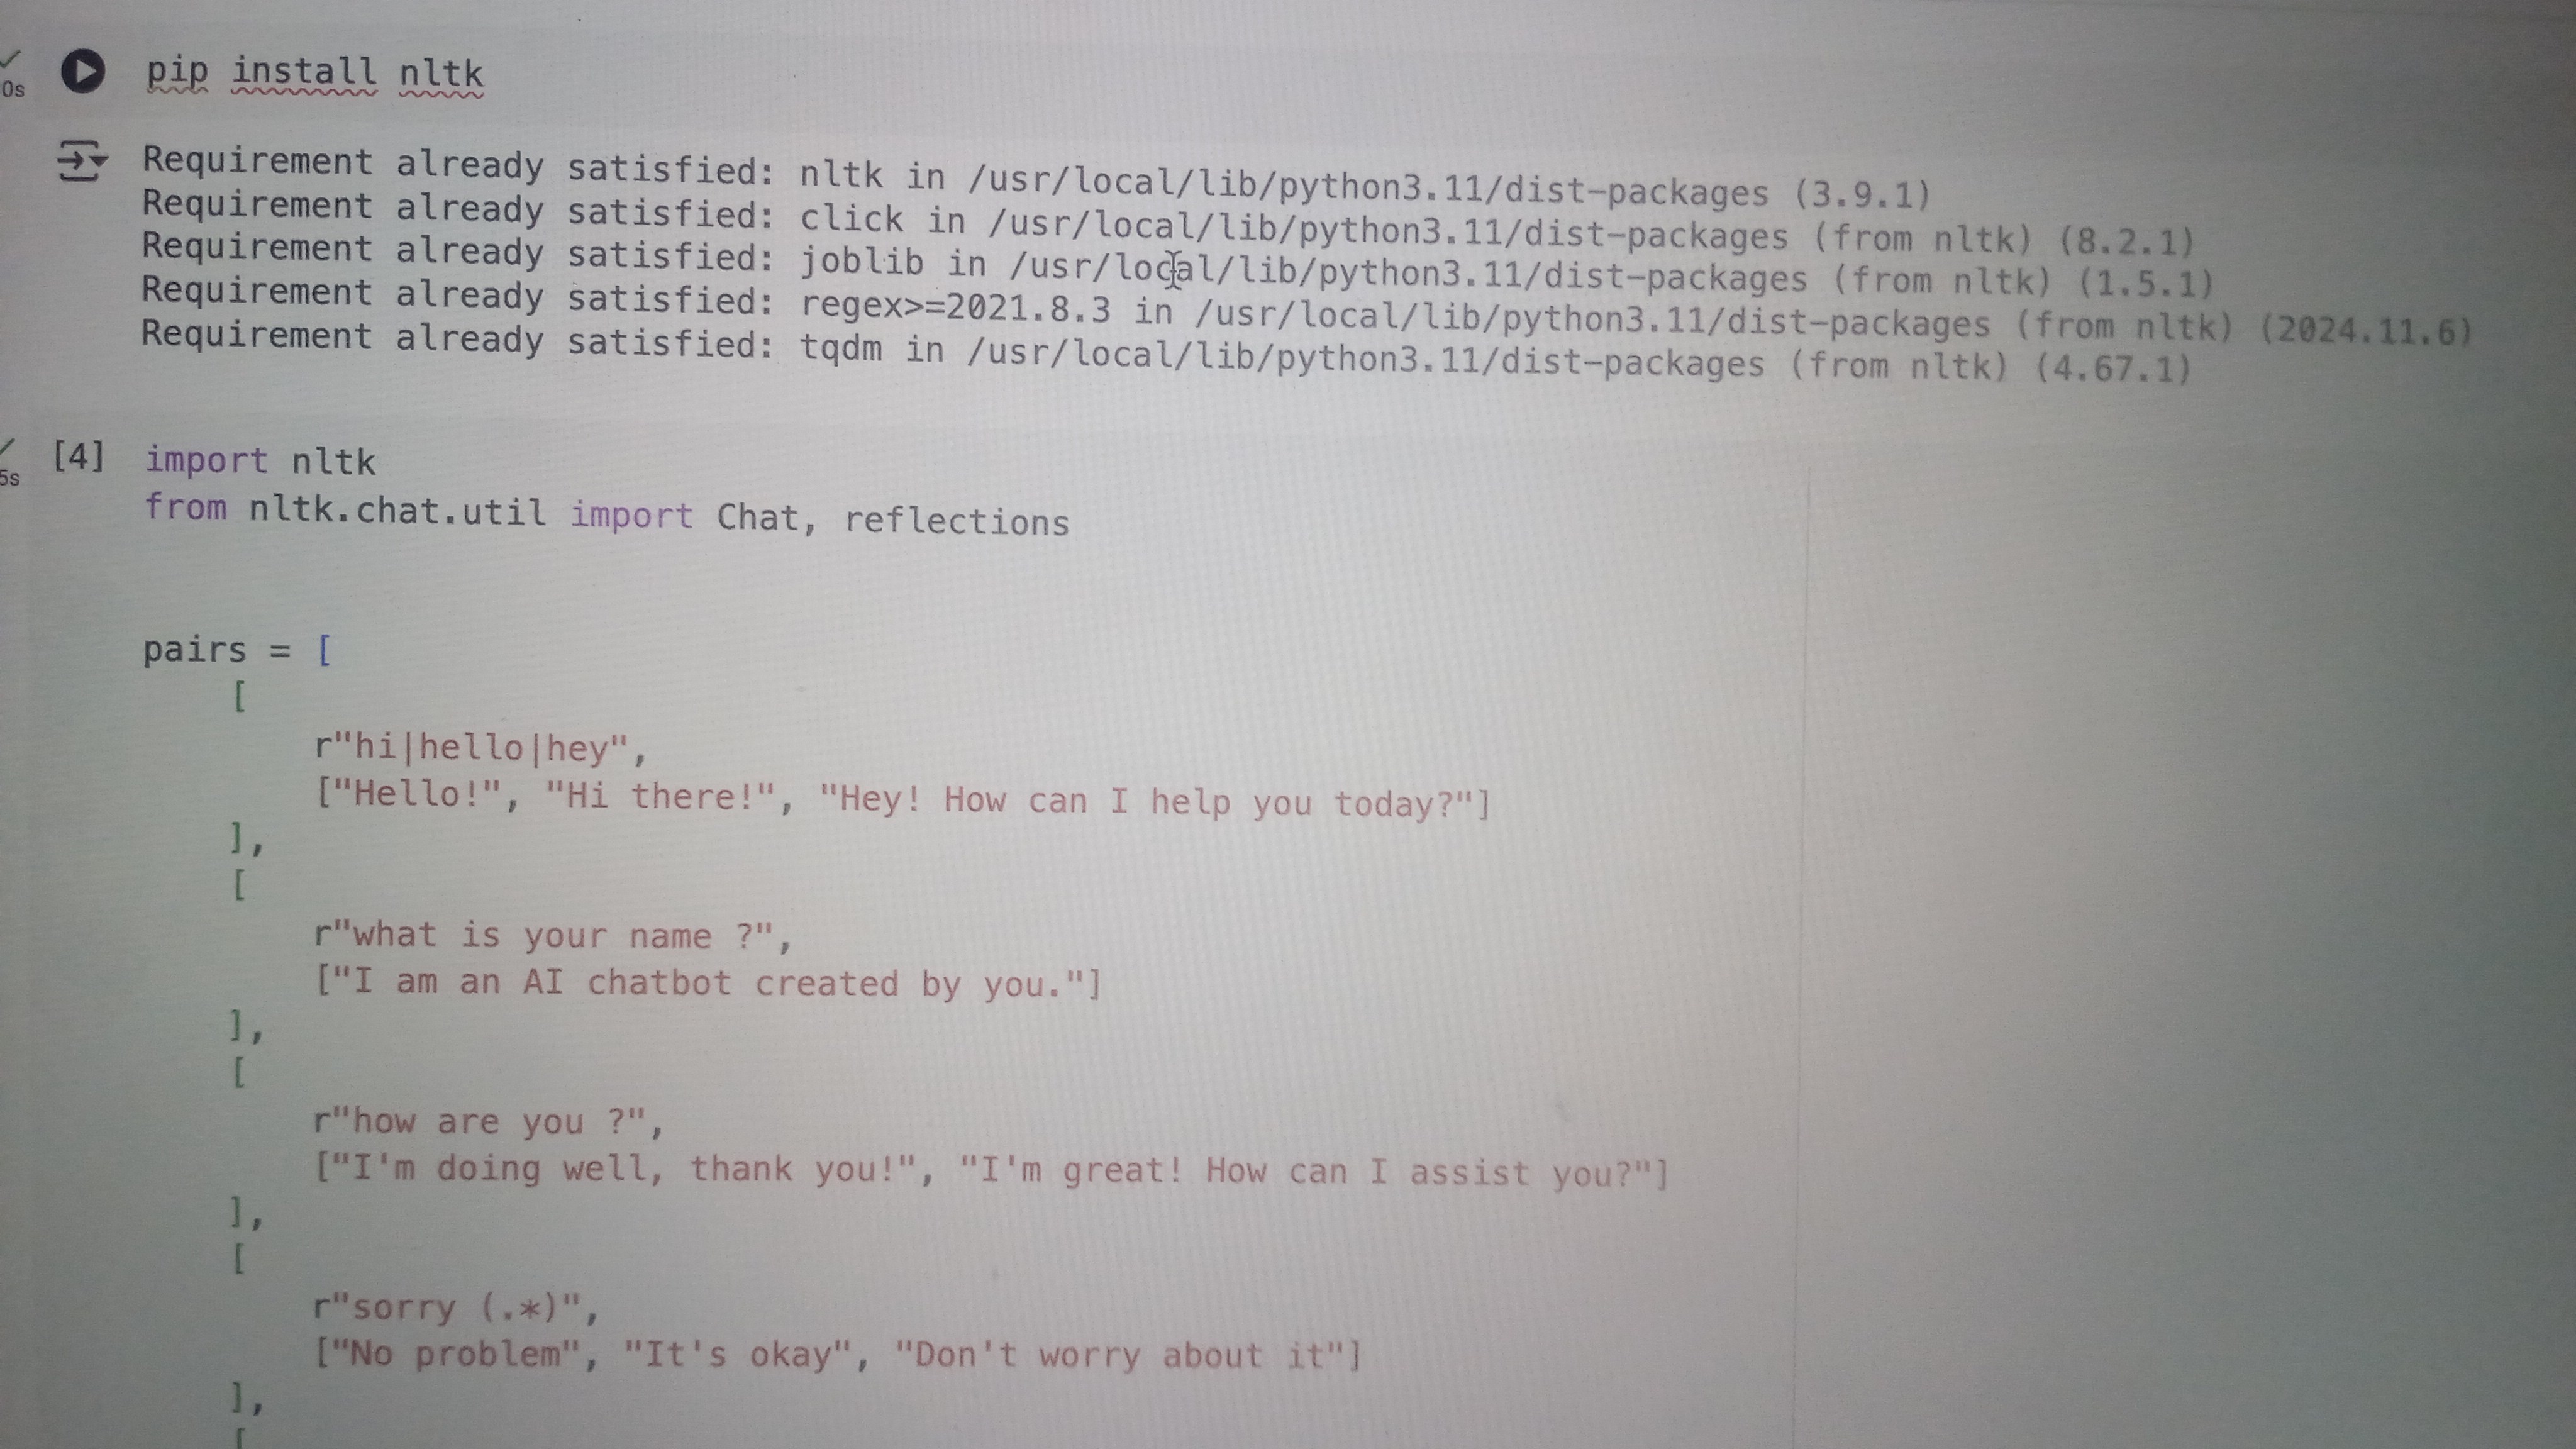 pip install nltk
0s
Requirement already satisfied: nltk in /usr/local/lib/python3.11/dist-packages (3.9.1)
Requirement already satisfied: click in /usr/local/lib/python3.11/dist-packages (from nltk) (8.2.1)
Requirement already satisfied: joblib in /usr/local/lib/python3.11/dist-packages (from nltk) (1.5.1)
Requirement already satisfied: regex>=2021.8.3 in /usr/local/lib/python3.11/dist-packages (from nltk) (2024.11.6)
Requirement already satisfied: tqdm in /usr/local/lib/python3.11/dist-packages (from nltk) (4.67.1)
[4] import nltk
5s
from nltk.chat.util import Chat, reflections
pairs = [
[
r"hi|hello|hey",
["Hello!", "Hi there!", "Hey! How can I help you today?"]
],
[
r"what is your name ?",
["I am an AI chatbot created by you."]
],
[
r"how are you ?",
["I'm doing well, thank you!", "I'm great! How can I assist you?"]
],
[
r"sorry (.*)",
["No problem", "It's okay", "Don't worry about it"]
],
[